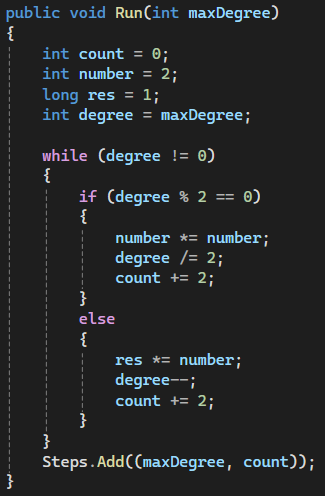 public void Run(int maxDegree)
{
    int count = 0;
    int number = 2;
    long res = 1;
    int degree = maxDegree;

    while (degree != 0)
    {
        if (degree % 2 == 0)
        {
            number *= number;
            degree /= 2;
            count += 2;
        }
        else
        {
            res *= number;
            degree--;
            count += 2;
        }
    }
    Steps.Add((maxDegree, count));
}